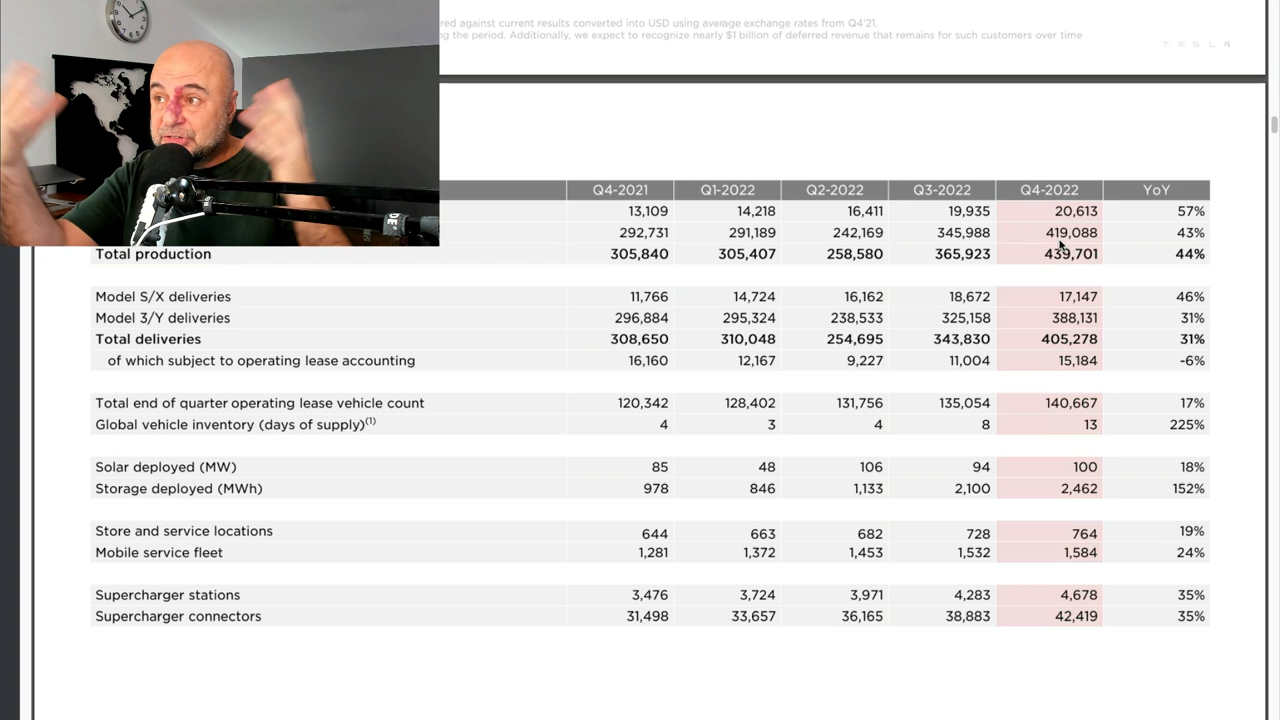 red against current results converted into USD using average exchange rates from Q4'21.
ng the period. Additionally, we expect to recognize nearly $1 billion of deferred revenue that remains for such customers over time
TESLA
Q4-2021 Q1-2022 Q2-2022 Q3-2022 Q4-2022 YoY
13,109 14,218 16,411 19,935 20,613 57%
292,731 291,189 242,169 345,988 419,088 43%
Total production 305,840 305,407 258,580 365,923 439,701 44%
Model S/X deliveries 11,766 14,724 16,162 18,672 17,147 46%
Model 3/Y deliveries 296,884 295,324 238,533 325,158 388,131 31%
Total deliveries 308,650 310,048 254,695 343,830 405,278 31%
of which subject to operating lease accounting 16,160 12,167 9,227 11,004 15,184 -6%
Total end of quarter operating lease vehicle count 120,342 128,402 131,756 135,054 140,667 17%
Global vehicle inventory (days of supply)(1) 4 3 4 8 13 225%
Solar deployed (MW) 85 48 106 94 100 18%
Storage deployed (MWh) 978 846 1,133 2,100 2,462 152%
Store and service locations 644 663 682 728 764 19%
Mobile service fleet 1,281 1,372 1,453 1,532 1,584 24%
Supercharger stations 3,476 3,724 3,971 4,283 4,678 35%
Supercharger connectors 31,498 33,657 36,165 38,883 42,419 35%